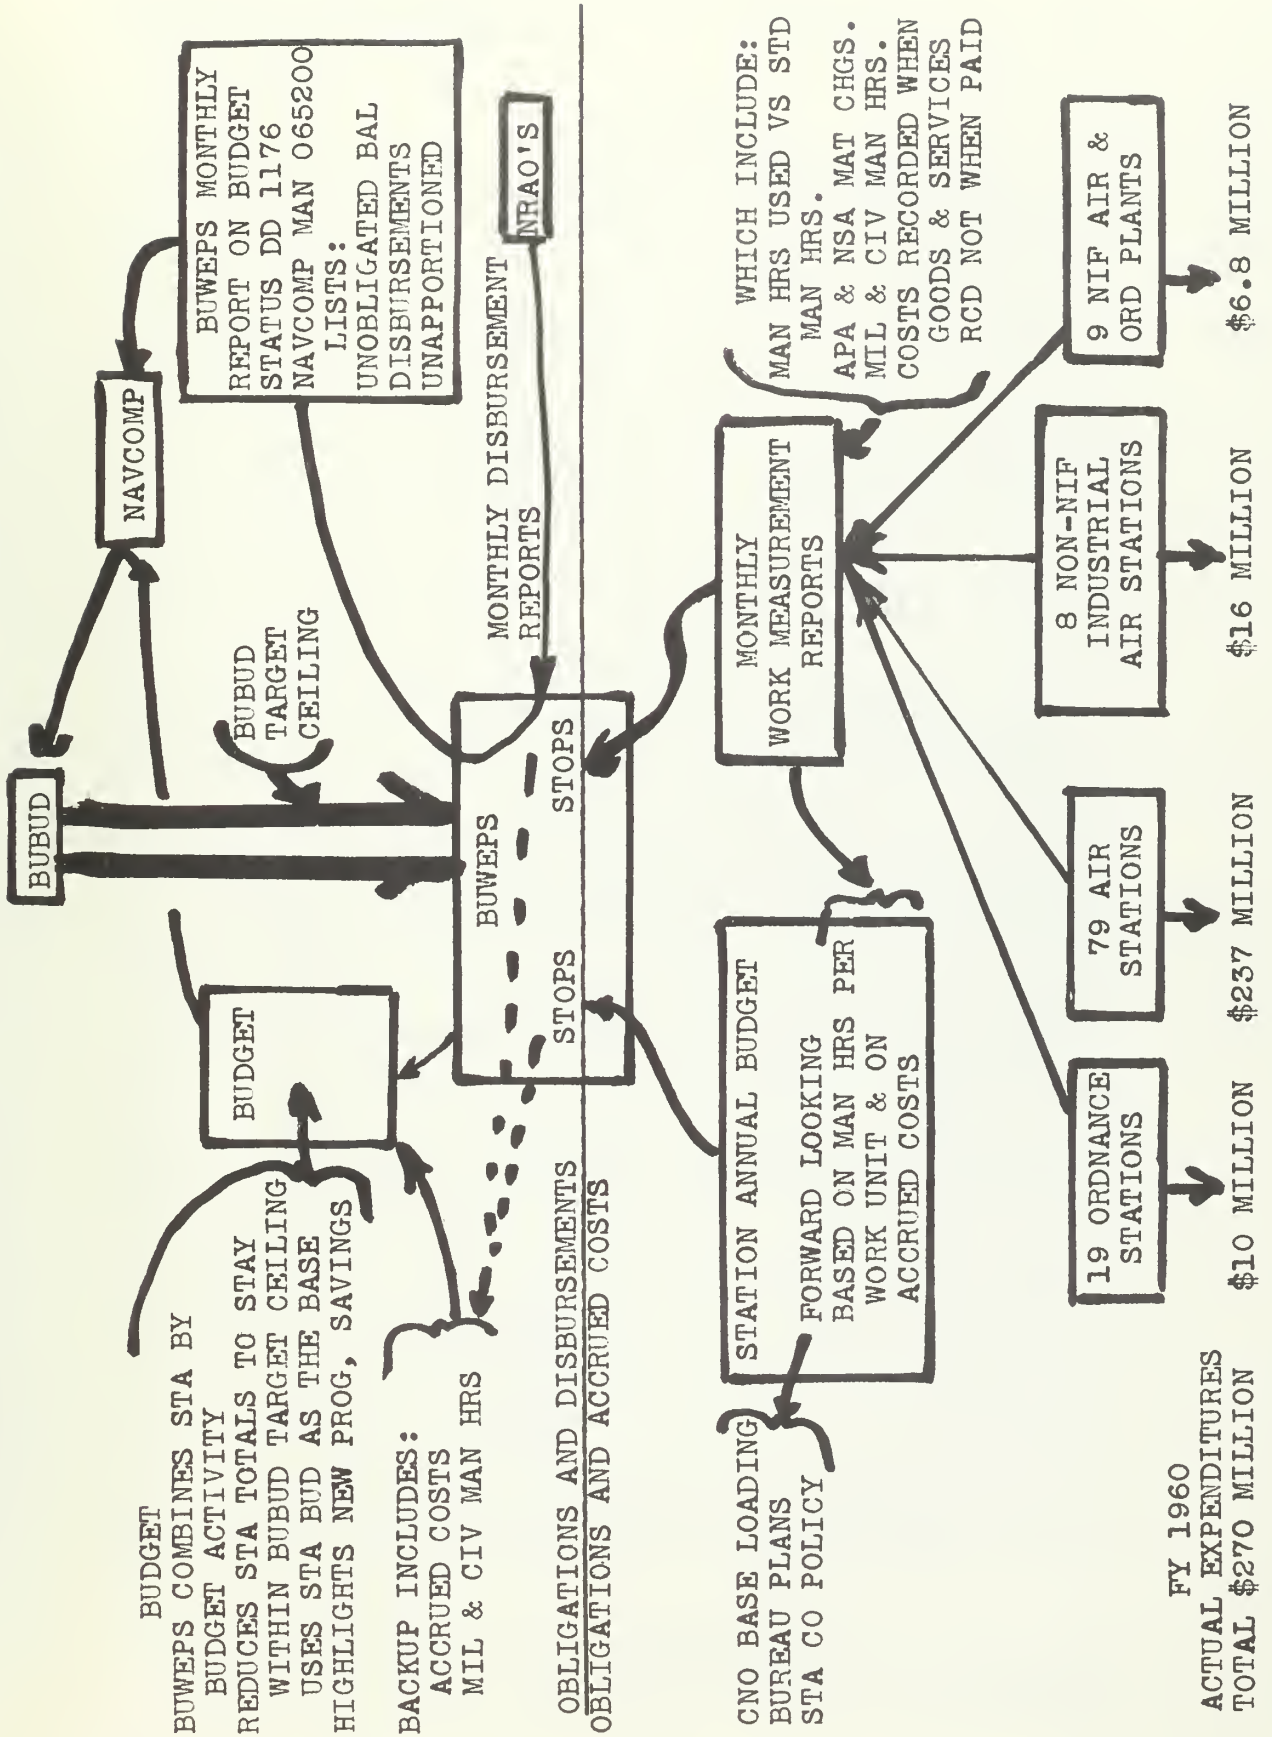 BUBUD
NAVCOMP
BUWEPS MONTHLY
REPORT ON BUDGET
STATUS DD 1176
NAVCOMP MAN 065200
LISTS:
UNOBLIGATED BAL
DISBURSEMENTS
UNAPPORTIONED
BUDGET
BUWEPS COMBINES STA BY
BUDGET ACTIVITY
REDUCES STA TOTALS TO STAY
WITHIN BUBUD TARGET CEILING
USES STA BUD AS THE BASE
HIGHLIGHTS NEW PROG, SAVINGS
BUDGET
BUBUD
TARGET
CEILING
BACKUP INCLUDES:
ACCRUED COSTS
MIL & CIV MAN HRS
BUWEPS
STOPS
STOPS
MONTHLY DISBURSEMENT
REPORTS
NRAO'S
OBLIGATIONS AND DISBURSEMENTS
OBLIGATIONS AND ACCRUED COSTS
CNO BASE LOADING
BUREAU PLANS
STA CO POLICY
STATION ANNUAL BUDGET
FORWARD LOOKING
BASED ON MAN HRS PER
WORK UNIT & ON
ACCRUED COSTS
MONTHLY
WORK MEASUREMENT
REPORTS
WHICH INCLUDE:
MAN HRS USED VS STD
MAN HRS.
APA & NSA MAT CHGS.
MIL & CIV MAN HRS.
COSTS RECORDED WHEN
GOODS & SERVICES
RCD NOT WHEN PAID
19 ORDNANCE
STATIONS
79 AIR
STATIONS
8 NON-NIF
INDUSTRIAL
AIR STATIONS
9 NIF AIR &
ORD PLANTS
FY 1960
ACTUAL EXPENDITURES
TOTAL $270 MILLION
$10 MILLION
$237 MILLION
$16 MILLION
$6.8 MILLION